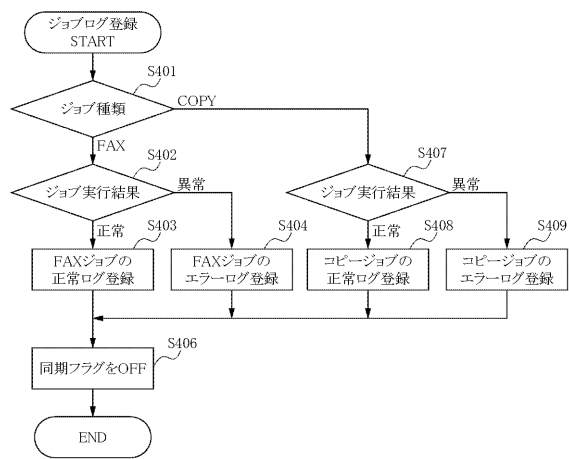 ジョブログ登録
START
S401
ジョブ種類
COPY
FAX
S402
ジョブ実行結果
異常
正常
S407
ジョブ実行結果
異常
正常
S403
FAXジョブの
正常ログ登録
S404
FAXジョブの
エラーログ登録
S408
コピージョブの
正常ログ登録
S409
コピージョブの
エラーログ登録
S406
同期フラグをOFF
END